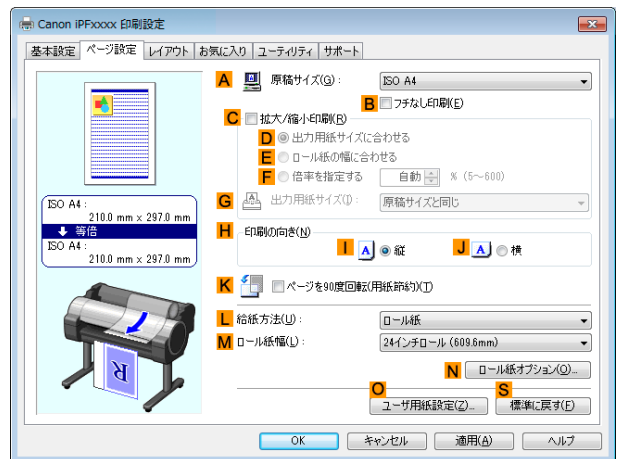 Canon iPFxxxx 印刷設定
基本設定 ページ設定 レイアウト お気に入り ユーティリティ サポート
A 原稿サイズ(G): ISO A4
B フチなし印刷(E)
C 拡大/縮小印刷(R)
D 出力用紙サイズに合わせる
E ロール紙の幅に合わせる
F 倍率を指定する 自動 % (5～600)
G 出力用紙サイズ(I): 原稿サイズと同じ
ISO A4:
210.0 mm × 297.0 mm
等倍
ISO A4:
210.0 mm × 297.0 mm
H 印刷の向き(N)
I A 縦 J A 横
K ページを90度回転(用紙節約)(T)
L 給紙方法(U): ロール紙
M ロール紙幅(L): 24インチロール (609.6mm)
R
N ロール紙オプション(O)...
O ユーザ用紙設定(Z)... S 標準に戻す(F)
OK キャンセル 適用(A) ヘルプ